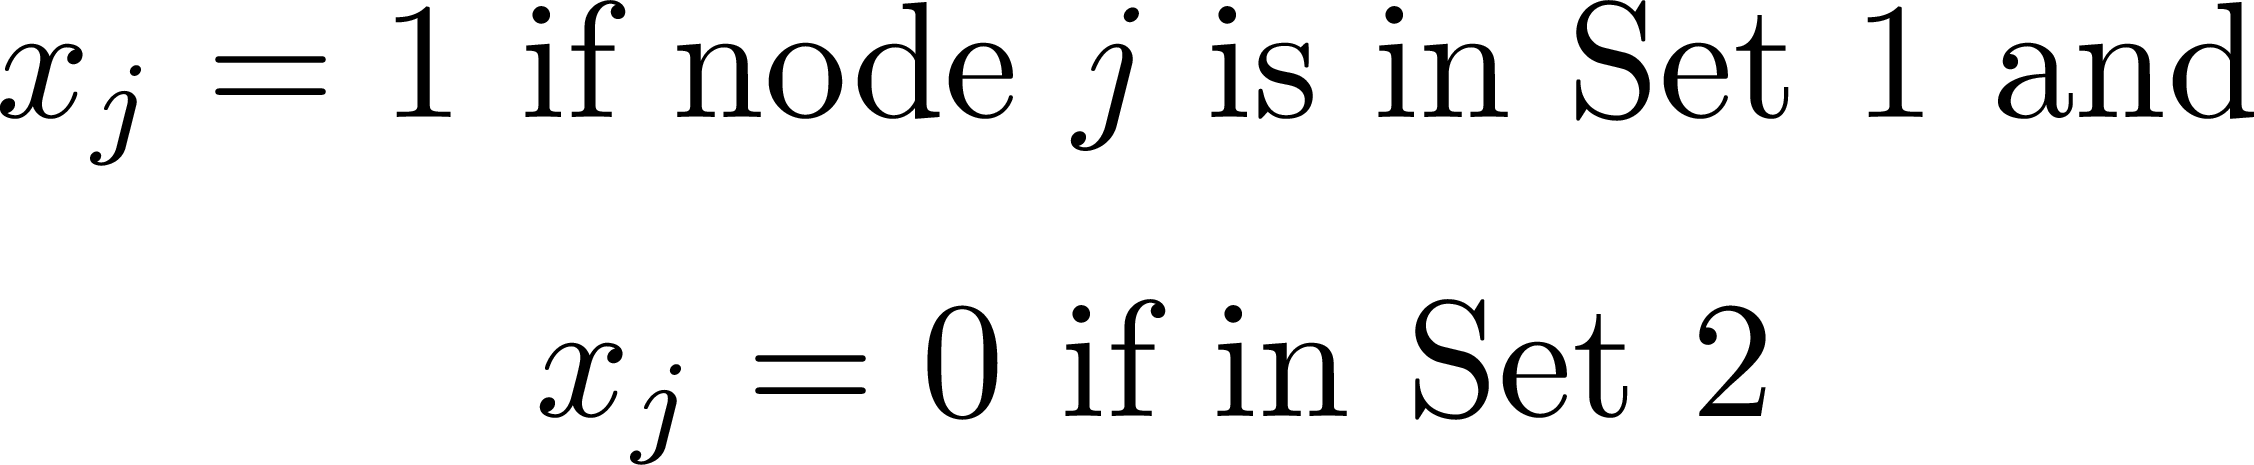 x_j = 1 if node j is in Set 1 and
x_j = 0 if in Set 2